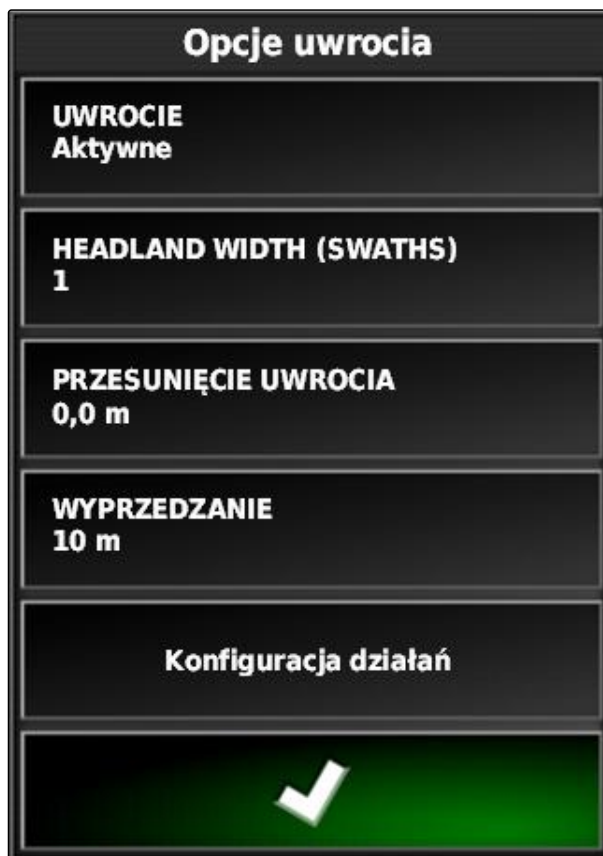 Opcje uwrocia
UWROCIE
Aktywne
HEADLAND WIDTH (SWATHS)
1
PRZESUNIĘCIE UWROCIA
0,0 m
WYPRZEDZANIE
10 m
Konfiguracja działań